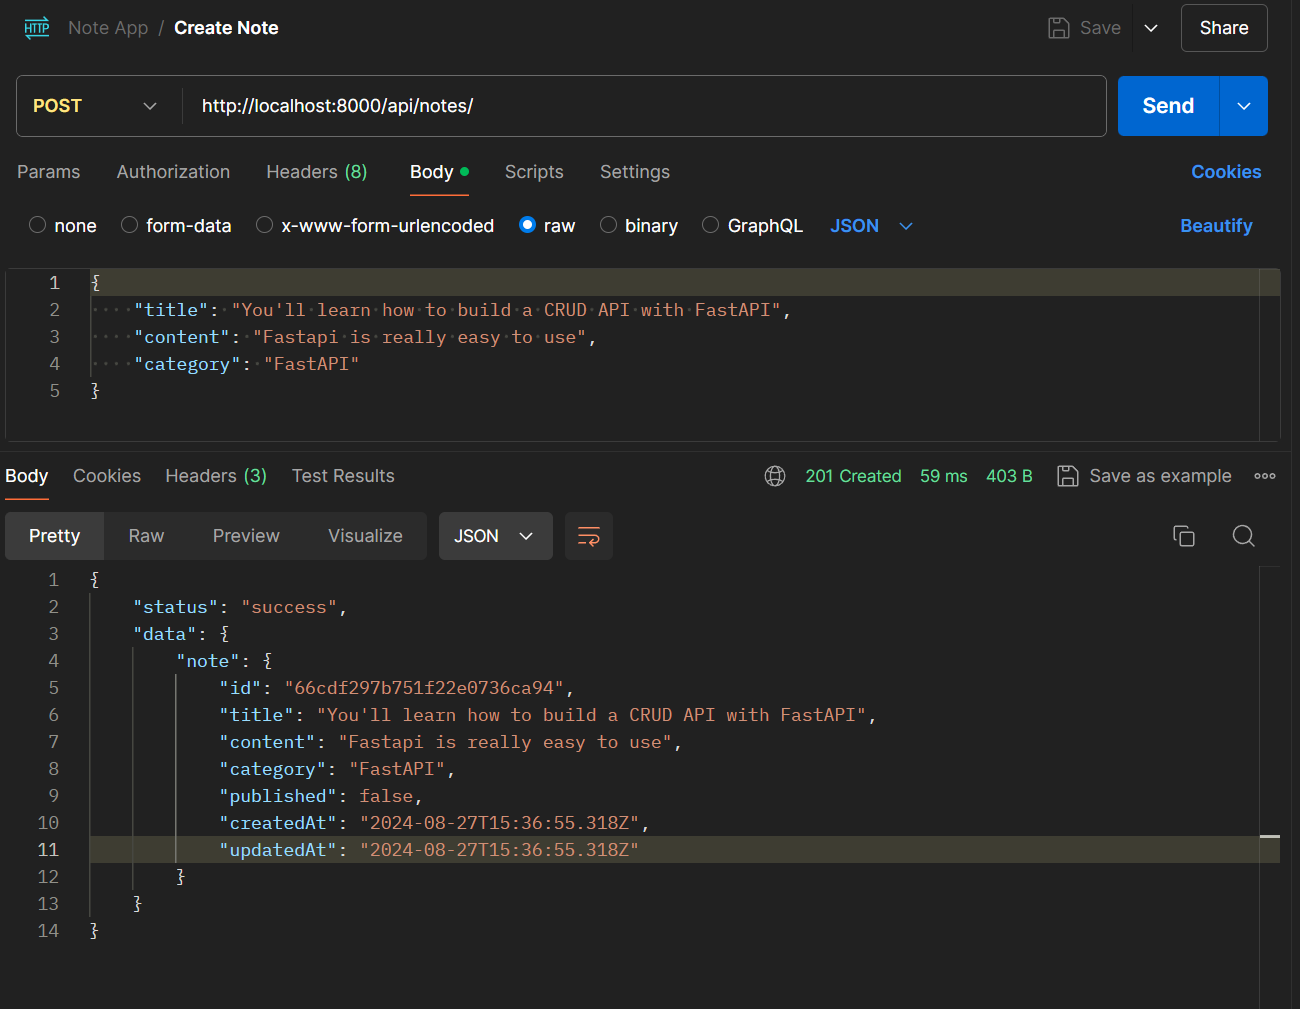 HTTP Note App / Create Note Save Share
POST http://localhost:8000/api/notes/ Send
Params Authorization Headers (8) Body Scripts Settings Cookies
none form-data x-www-form-urlencoded raw binary GraphQL JSON Beautify
1 {
2 "title": "You'll learn how to build a CRUD API with FastAPI",
3 "content": "Fastapi is really easy to use",
4 "category": "FastAPI"
5 }
Body Cookies Headers (3) Test Results 201 Created 59 ms 403 B Save as example
Pretty Raw Preview Visualize JSON
1 {
2 "status": "success",
3 "data": {
4 "note": {
5 "id": "66cdf297b751f22e0736ca94",
6 "title": "You'll learn how to build a CRUD API with FastAPI",
7 "content": "Fastapi is really easy to use",
8 "category": "FastAPI",
9 "published": false,
10 "createdAt": "2024-08-27T15:36:55.318Z",
11 "updatedAt": "2024-08-27T15:36:55.318Z"
12 }
13 }
14 }